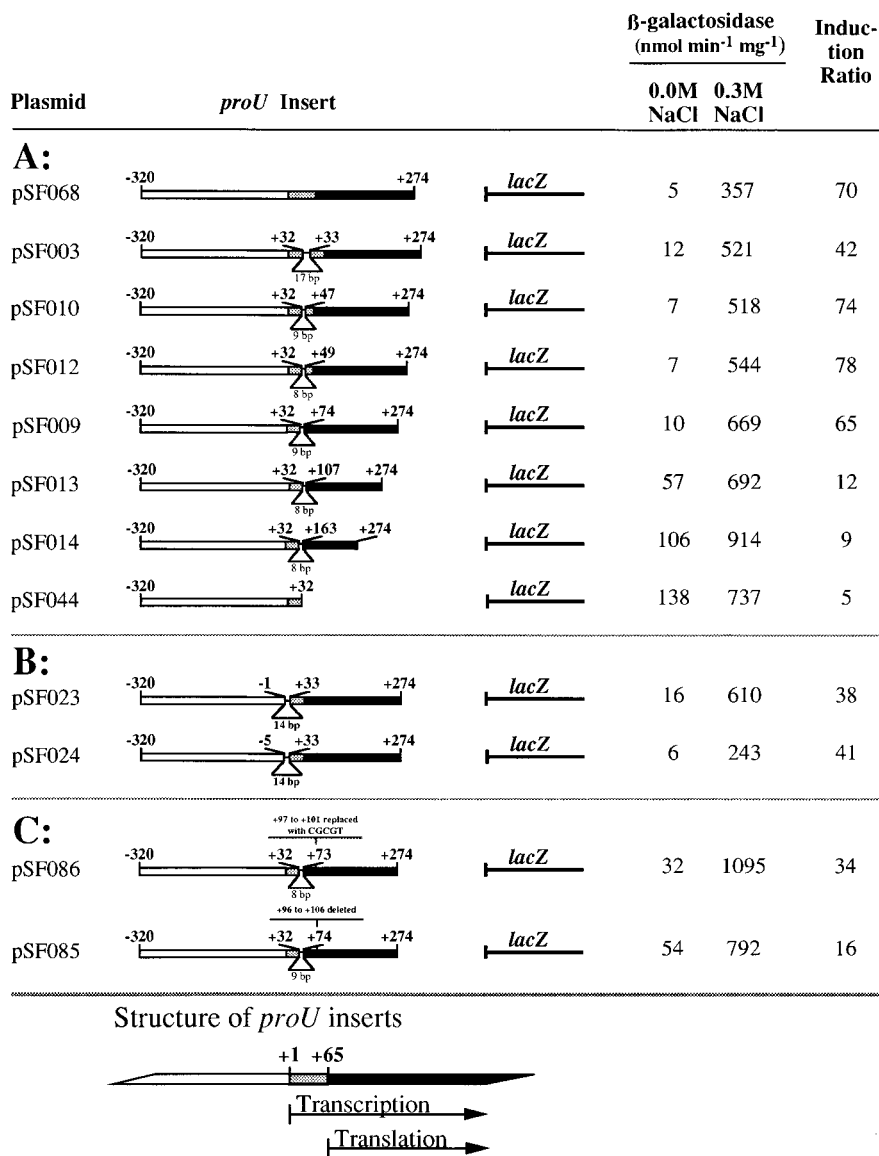 ß-galactosidase
(nmol min-1 mg-1)
Induc-
tion
Ratio
Plasmid proU Insert 0.0M NaCl 0.3M NaCl
A:
-320 +274
pSF068 lacZ 5 357 70
-320 +32 +33 +274
pSF003 lacZ 12 521 42
17 bp
-320 +32 +47 +274
pSF010 lacZ 7 518 74
9 bp
-320 +32 +49 +274
pSF012 lacZ 7 544 78
8 bp
-320 +32 +74 +274
pSF009 lacZ 10 669 65
9 bp
-320 +32 +107 +274
pSF013 lacZ 57 692 12
8 bp
-320 +32 +163 +274
pSF014 lacZ 106 914 9
8 bp
-320 +32
pSF044 lacZ 138 737 5
B:
-320 -1 +33 +274
pSF023 lacZ 16 610 38
14 bp
-320 -5 +33 +274
pSF024 lacZ 6 243 41
14 bp
C:
+97 to +101 replaced
with CGCGT
-320 +32 +73 +274
pSF086 lacZ 32 1095 34
8 bp
+96 to +106 deleted
-320 +32 +74 +274
pSF085 lacZ 54 792 16
9 bp
Structure of proU inserts
+1 +65
Transcription
Translation